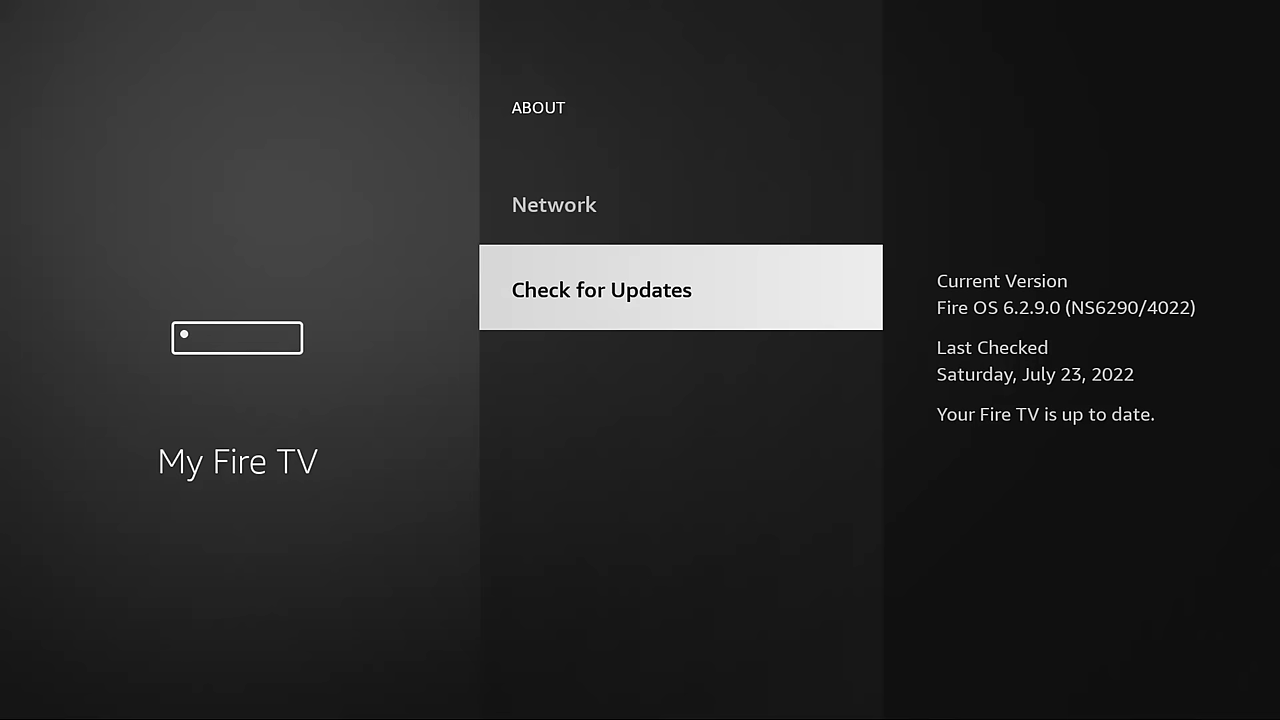 ABOUT
Network
Check for Updates
My Fire TV
Current Version
Fire OS 6.2.9.0 (NS6290/4022)
Last Checked
Saturday, July 23, 2022
Your Fire TV is up to date.